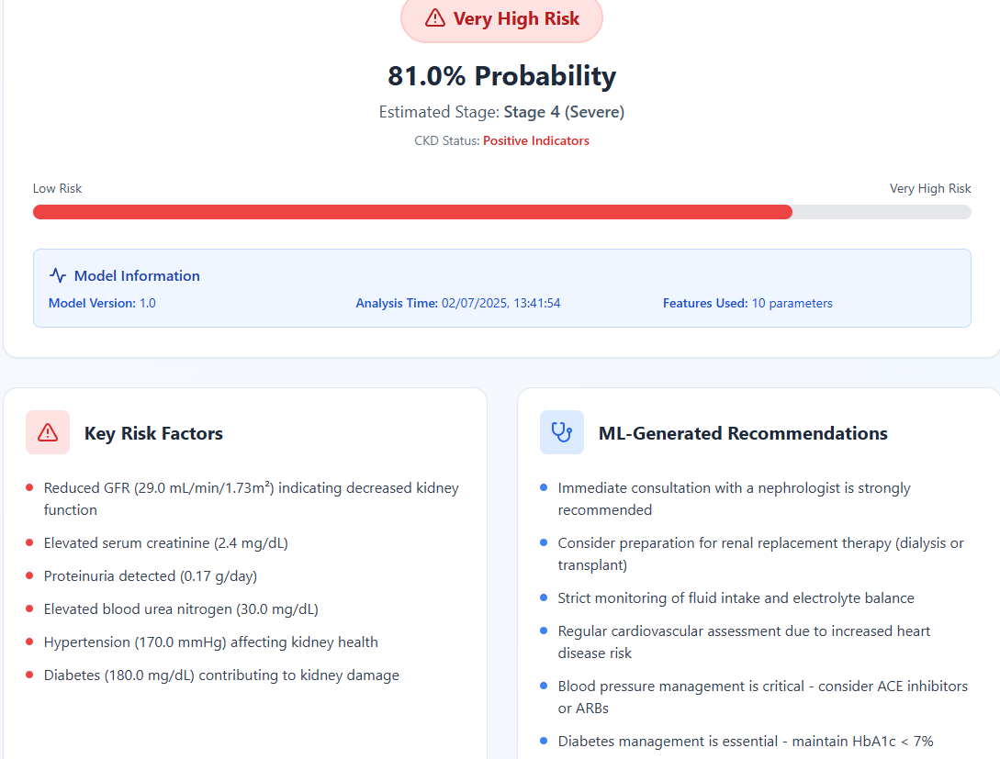 Very High Risk
81.0% Probability
Estimated Stage: Stage 4 (Severe)
CKD Status: Positive Indicators
Low Risk
Very High Risk
Model Information
Model Version: 1.0
Analysis Time: 02/07/2025, 13:41:54
Features Used: 10 parameters
Key Risk Factors
Reduced GFR (29.0 mL/min/1.73m²) indicating decreased kidney
function
Elevated serum creatinine (2.4 mg/dL)
Proteinuria detected (0.17 g/day)
Elevated blood urea nitrogen (30.0 mg/dL)
Hypertension (170.0 mmHg) affecting kidney health
Diabetes (180.0 mg/dL) contributing to kidney damage
ML-Generated Recommendations
Immediate consultation with a nephrologist is strongly
recommended
Consider preparation for renal replacement therapy (dialysis or
transplant)
Strict monitoring of fluid intake and electrolyte balance
Regular cardiovascular assessment due to increased heart
disease risk
Blood pressure management is critical - consider ACE inhibitors
or ARBs
Diabetes management is essential - maintain HbA1c < 7%